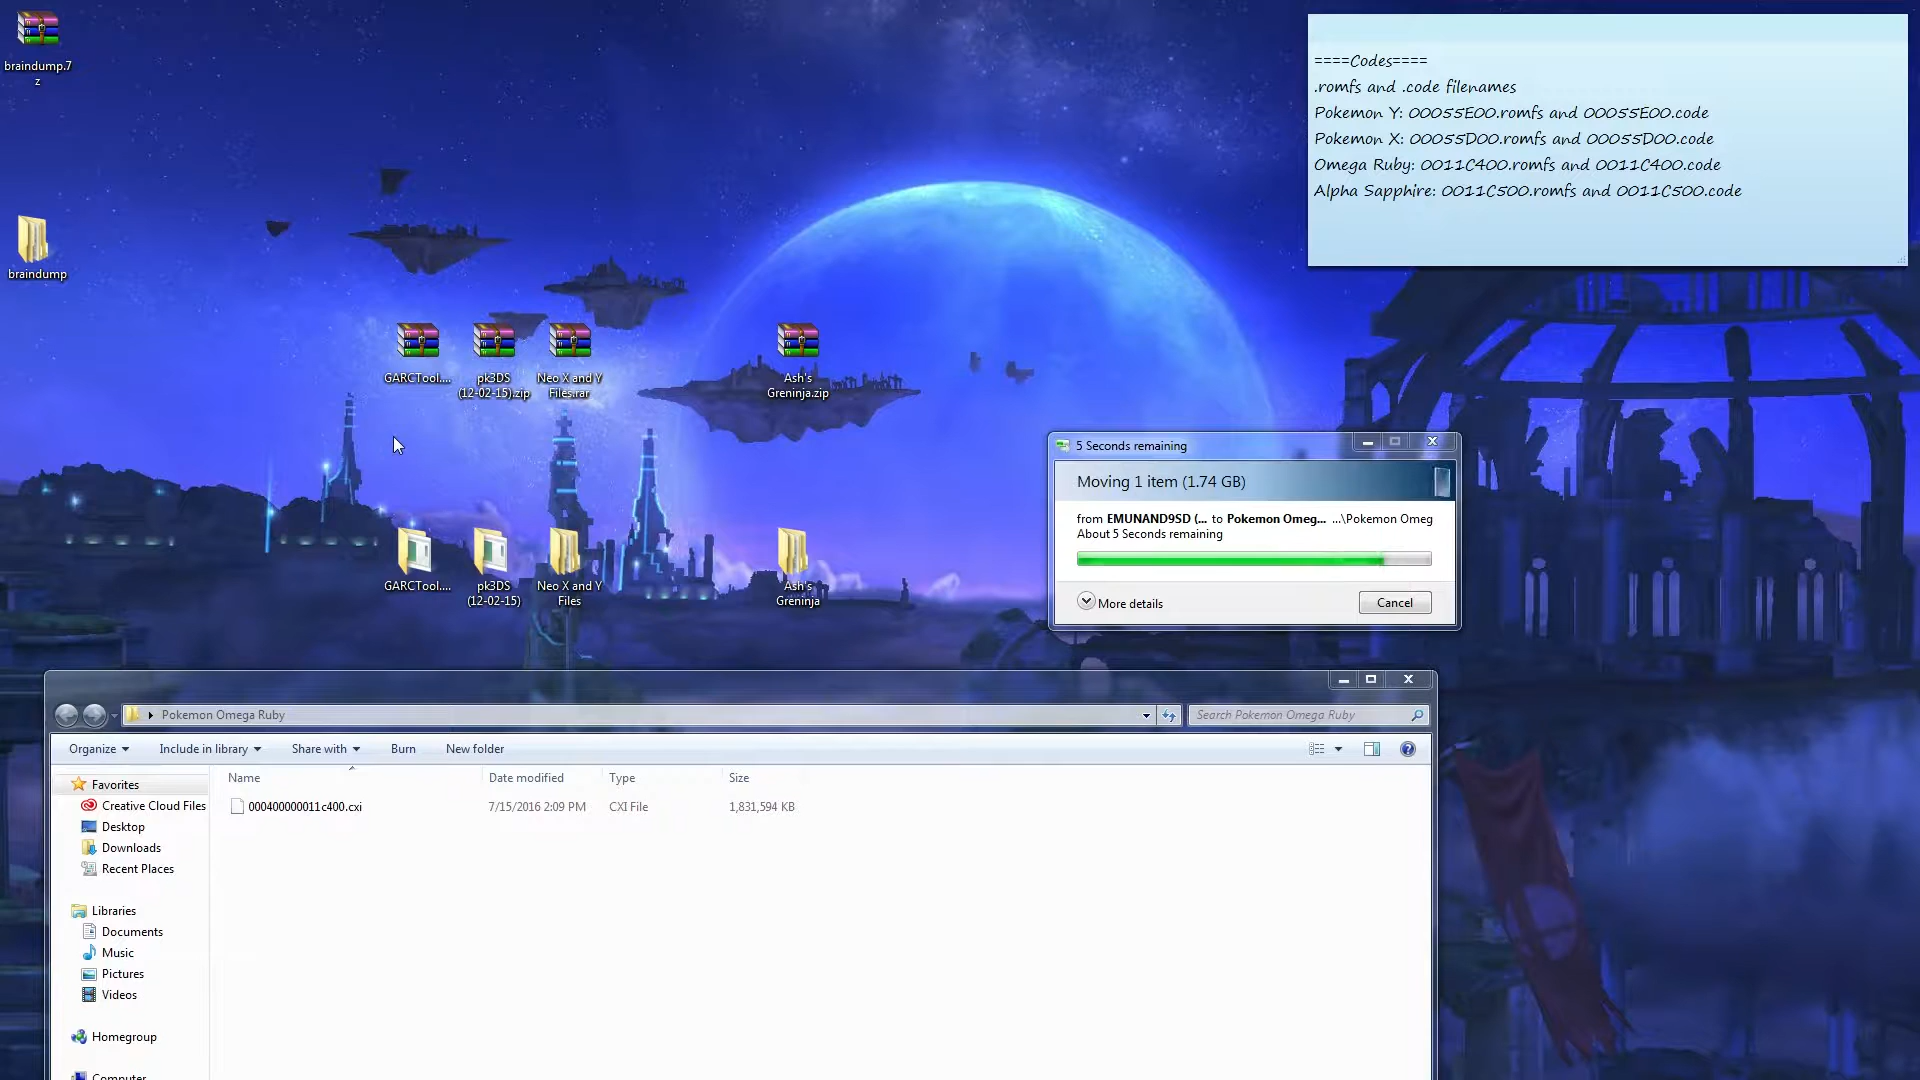 braindump.7
z
====Codes====
.romfs and .code filenames
Pokemon Y: 00055E00.romfs and 00055E00.code
Pokemon X: 00055D00.romfs and 00055D00.code
Omega Ruby: 0011C400.romfs and 0011C400.code
Alpha Sapphire: 0011C500.romfs and 0011C500.code
braindump
GARCTool....
pk3DS
(12-02-15).zip
Neo X and Y
Files.rar
Ash's
Greninja.zip
GARCTool....
pk3DS
(12-02-15)
Neo X and Y
Files
Ash's
Greninja
5 Seconds remaining
Moving 1 item (1.74 GB)
from EMUNAND9SD (... to Pokemon Omeg... ...\Pokemon Omeg
About 5 Seconds remaining
More details
Cancel
Pokemon Omega Ruby
Search Pokemon Omega Ruby
Organize
Include in library
Share with
Burn
New folder
Name
Date modified
Type
Size
000400000011c400.cxi
7/15/2016 2:09 PM
CXI File
1,831,594 KB
Favorites
Creative Cloud Files
Desktop
Downloads
Recent Places
Libraries
Documents
Music
Pictures
Videos
Homegroup
Computer